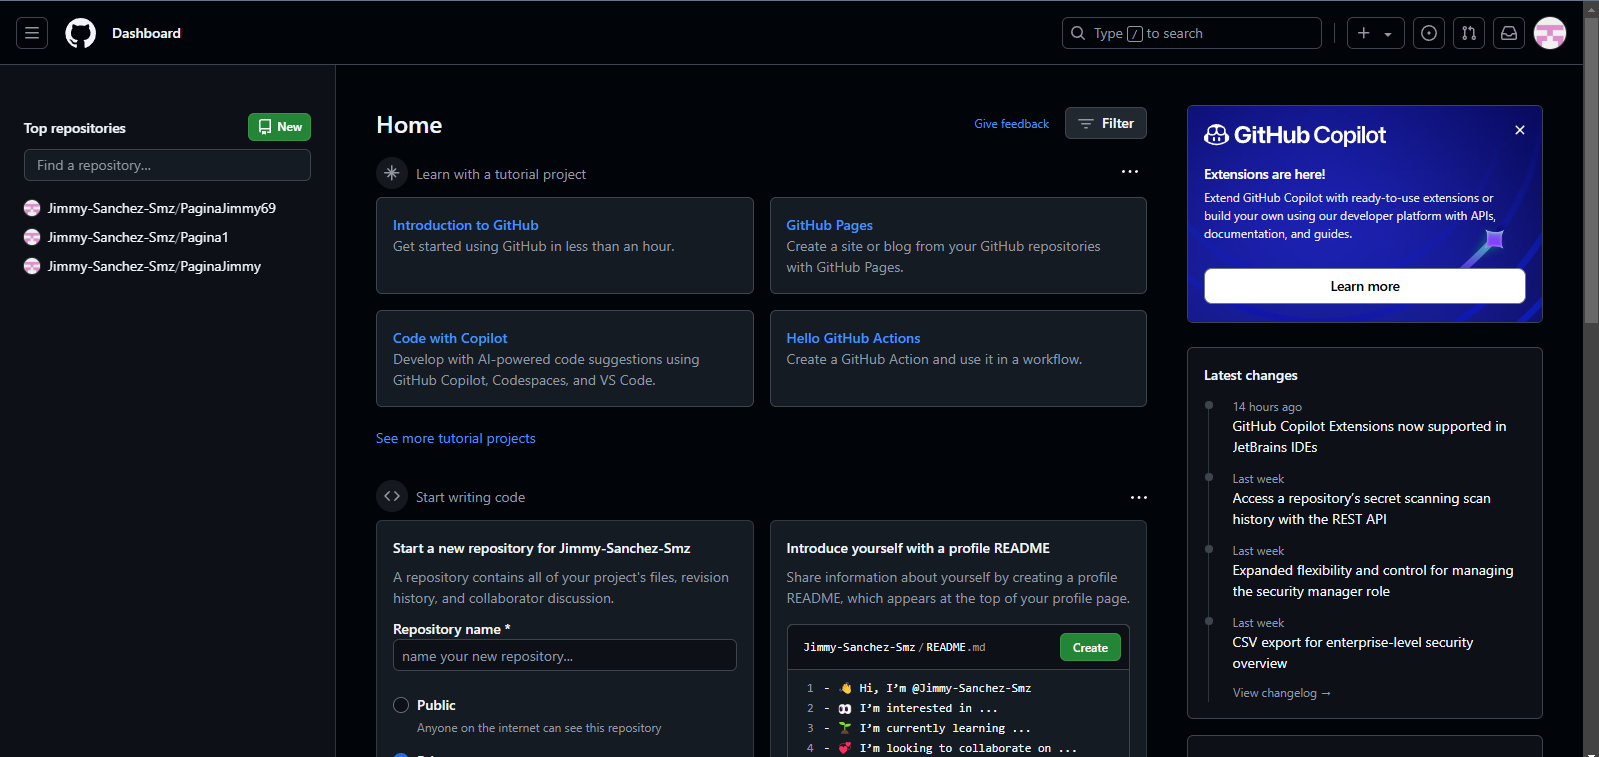 Dashboard
Type / to search
Top repositories
New
Find a repository...
Jimmy-Sanchez-Smz/PaginaJimmy69
Jimmy-Sanchez-Smz/Pagina1
Jimmy-Sanchez-Smz/PaginaJimmy
Home
Give feedback
Filter
Learn with a tutorial project
Introduction to GitHub
Get started using GitHub in less than an hour.
GitHub Pages
Create a site or blog from your GitHub repositories
with GitHub Pages.
Code with Copilot
Develop with AI-powered code suggestions using
GitHub Copilot, Codespaces, and VS Code.
Hello GitHub Actions
Create a GitHub Action and use it in a workflow.
See more tutorial projects
Start writing code
Start a new repository for Jimmy-Sanchez-Smz
A repository contains all of your project's files, revision
history, and collaborator discussion.
Repository name *
name your new repository...
Public
Anyone on the internet can see this repository
Introduce yourself with a profile README
Share information about yourself by creating a profile
README, which appears at the top of your profile page.
Jimmy-Sanchez-Smz / README.md
Create
1 - 👋 Hi, I’m @Jimmy-Sanchez-Smz
2 - 👀 I’m interested in ...
3 - 🌱 I’m currently learning ...
4 - 💞️ I’m looking to collaborate on ...
GitHub Copilot
Extensions are here!
Extend GitHub Copilot with ready-to-use extensions or
build your own using our developer platform with APIs,
documentation, and guides.
Learn more
Latest changes
14 hours ago
GitHub Copilot Extensions now supported in
JetBrains IDEs
Last week
Access a repository’s secret scanning scan
history with the REST API
Last week
Expanded flexibility and control for managing
the security manager role
Last week
CSV export for enterprise-level security
overview
View changelog →